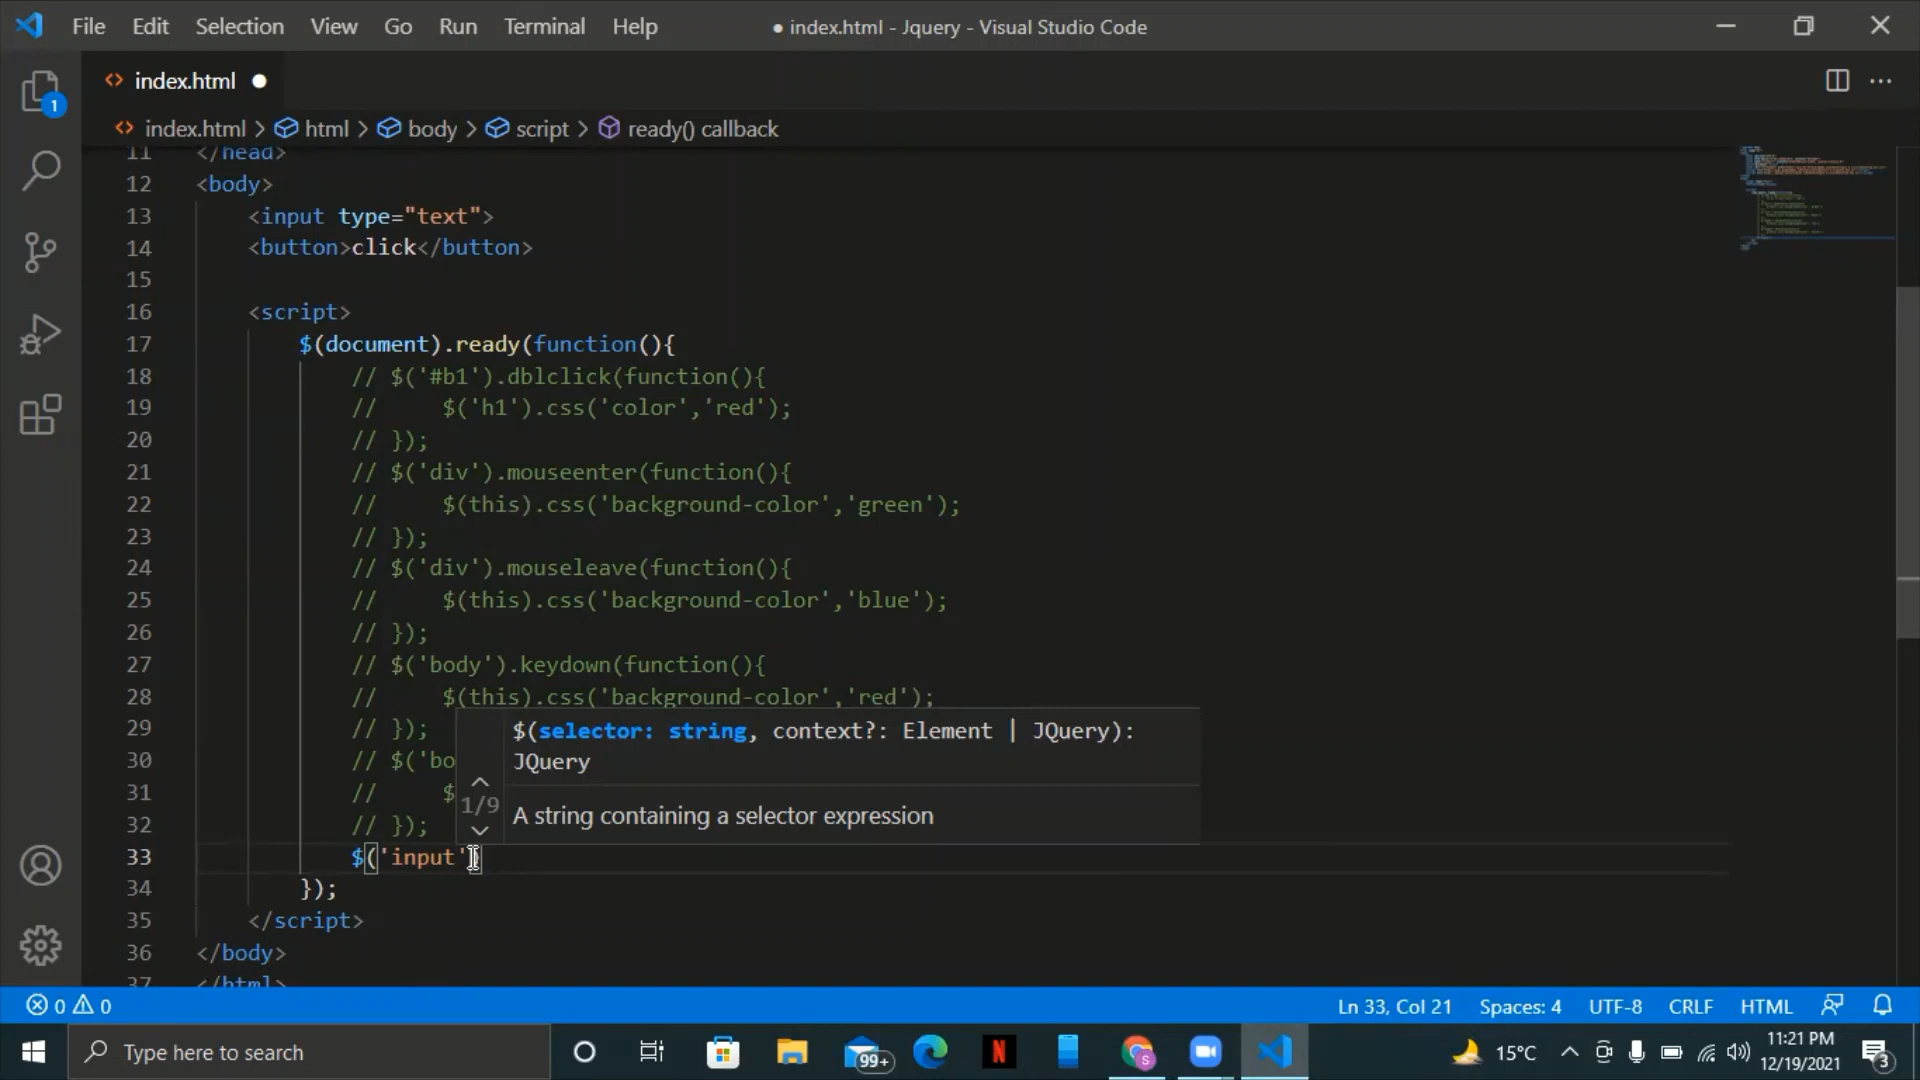 File Edit Selection View Go Run Terminal Help ● index.html - Jquery - Visual Studio Code
index.html
1
index.html > html > body > script > ready() callback
11 </head>
12 <body>
13 <input type="text">
14 <button>click</button>
15
16 <script>
17 $(document).ready(function(){
18 // $('#b1').dblclick(function(){
19 // $('h1').css('color','red');
20 // });
21 // $('div').mouseenter(function(){
22 // $(this).css('background-color','green');
23 // });
24 // $('div').mouseleave(function(){
25 // $(this).css('background-color','blue');
26 // });
27 // $('body').keydown(function(){
28 // $(this).css('background-color','red');
29 // });
$(selector: string, context?: Element | JQuery):
JQuery
30 // $('bo
31 // $
1/9
A string containing a selector expression
32 // });
33 $('input')
34 });
35 </script>
36 </body>
37 </html>
0 0 Ln 33, Col 21 Spaces: 4 UTF-8 CRLF HTML
Type here to search 99+ N S 15°C 11:21 PM
12/19/2021 3